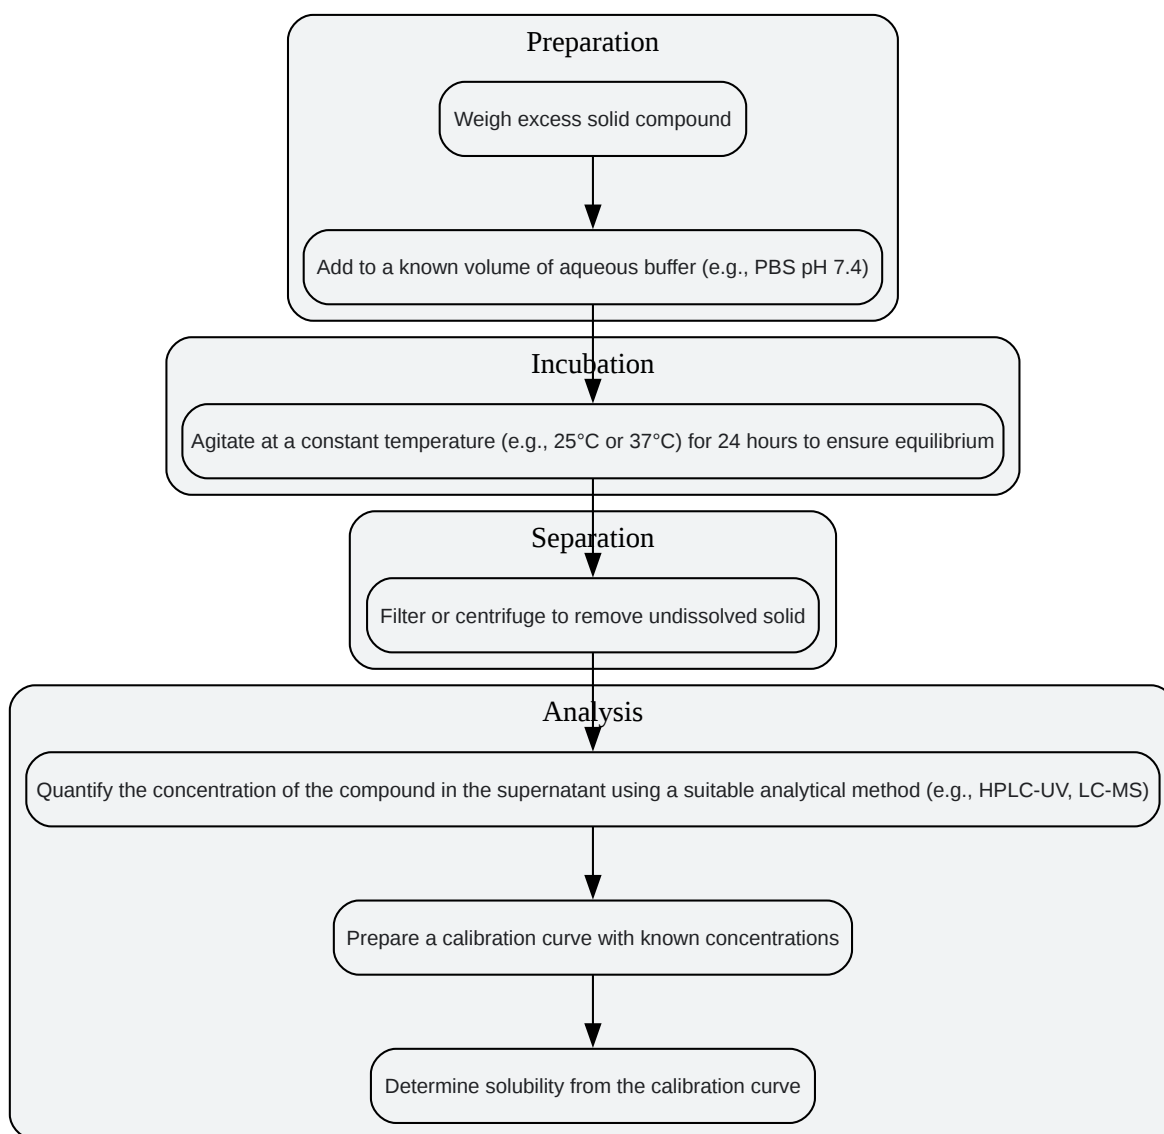 Preparation
Weigh excess solid compound
Add to a known volume of aqueous buffer (e.g., PBS pH 7.4)
Incubation
Agitate at a constant temperature (e.g., 25°C or 37°C) for 24 hours to ensure equilibrium
Separation
Filter or centrifuge to remove undissolved solid
Analysis
Quantify the concentration of the compound in the supernatant using a suitable analytical method (e.g., HPLC-UV, LC-MS)
Prepare a calibration curve with known concentrations
Determine solubility from the calibration curve